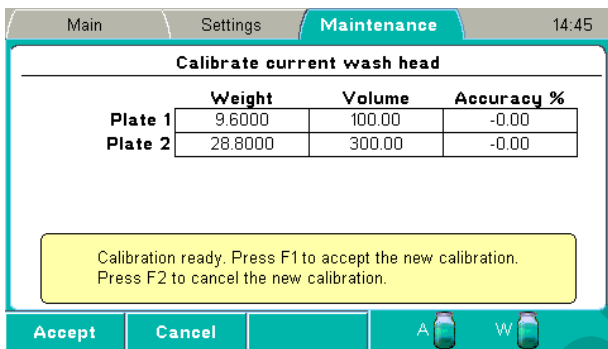 Main Settings Maintenance 14:45
Calibrate current wash head
Weight Volume Accuracy %
Plate 1 9.6000 100.00 -0.00
Plate 2 28.8000 300.00 -0.00
Calibration ready. Press F1 to accept the new calibration.
Press F2 to cancel the new calibration.
Accept Cancel A W